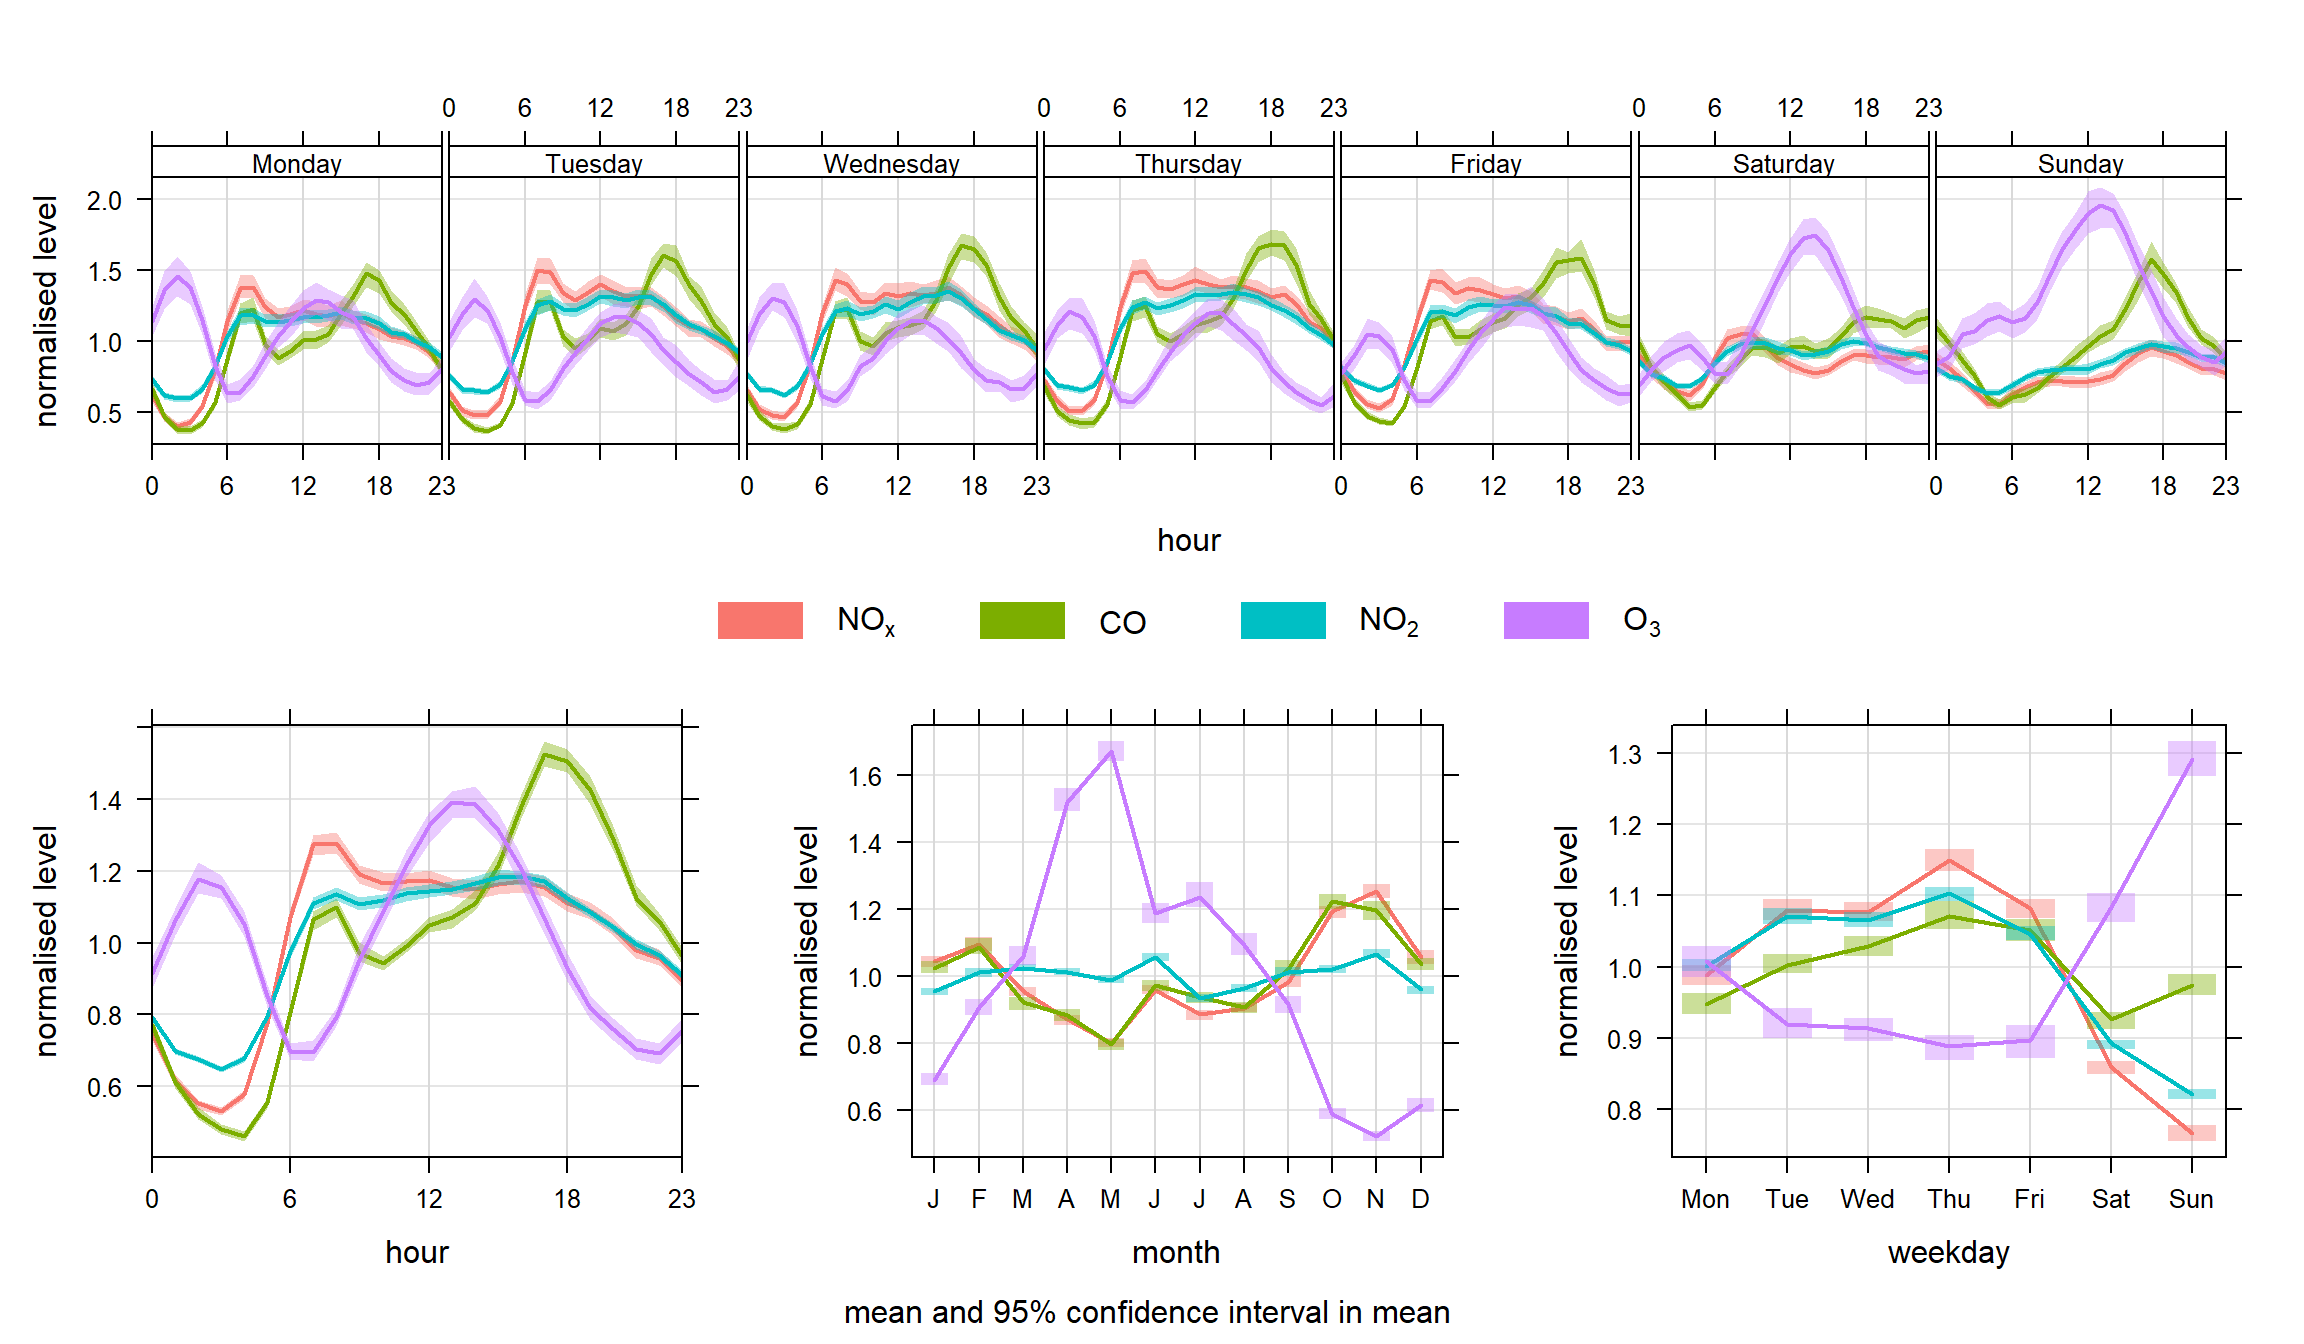 0 6 12 18 23 0 6 12 18 23 0 6 12 18 23
Monday Tuesday Wednesday Thursday Friday Saturday Sunday
normalised level
2.0
1.5
1.0
0.5
0 6 12 18 23 0 6 12 18 23 0 6 12 18 23 0 6 12 18 23
hour
NOx CO NO2 O3
normalised level
1.4
1.2
1.0
0.8
0.6
0 6 12 18 23
hour
normalised level
1.6
1.4
1.2
1.0
0.8
0.6
J F M A M J J A S O N D
month
normalised level
1.3
1.2
1.1
1.0
0.9
0.8
Mon Tue Wed Thu Fri Sat Sun
weekday
mean and 95% confidence interval in mean